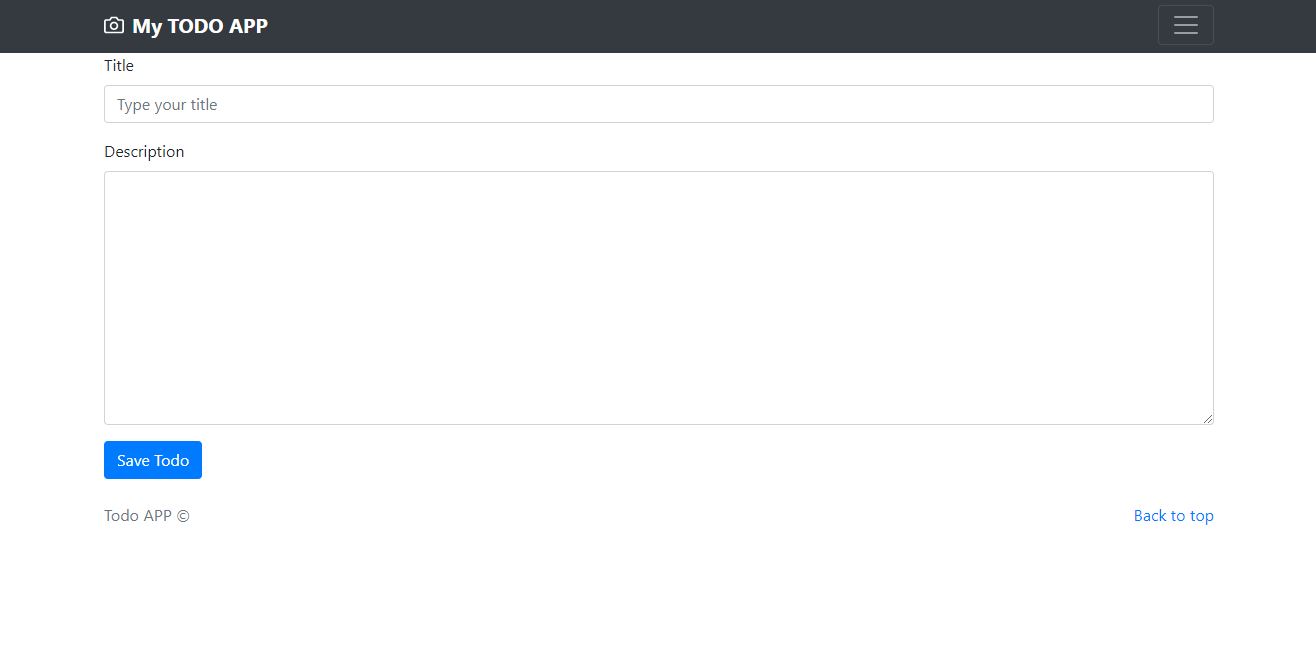 My TODO APP
Title
Type your title
Description
Save Todo
Todo APP ©
Back to top